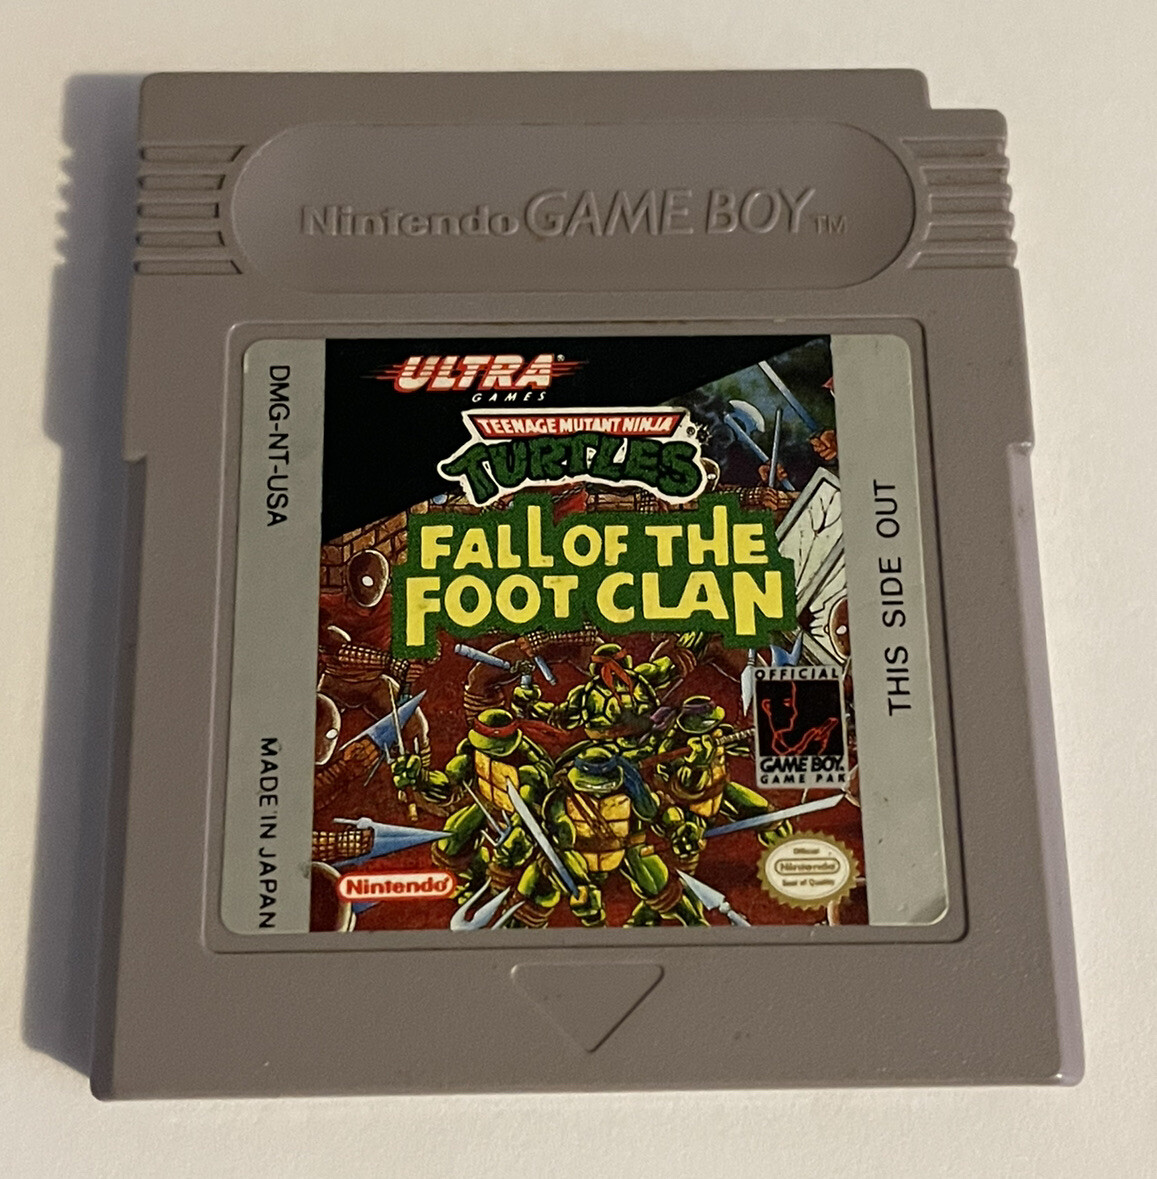 Nintendo GAME BOY TM
DMG-NT-USA
MADE IN JAPAN
ULTRA®
GAMES
TEENAGE MUTANT NINJA
TURTLES®
FALL OF THE
FOOT CLAN
THIS SIDE OUT
OFFICIAL
GAME BOY
GAME PAK
Nintendo®
Official
Nintendo
Seal of Quality